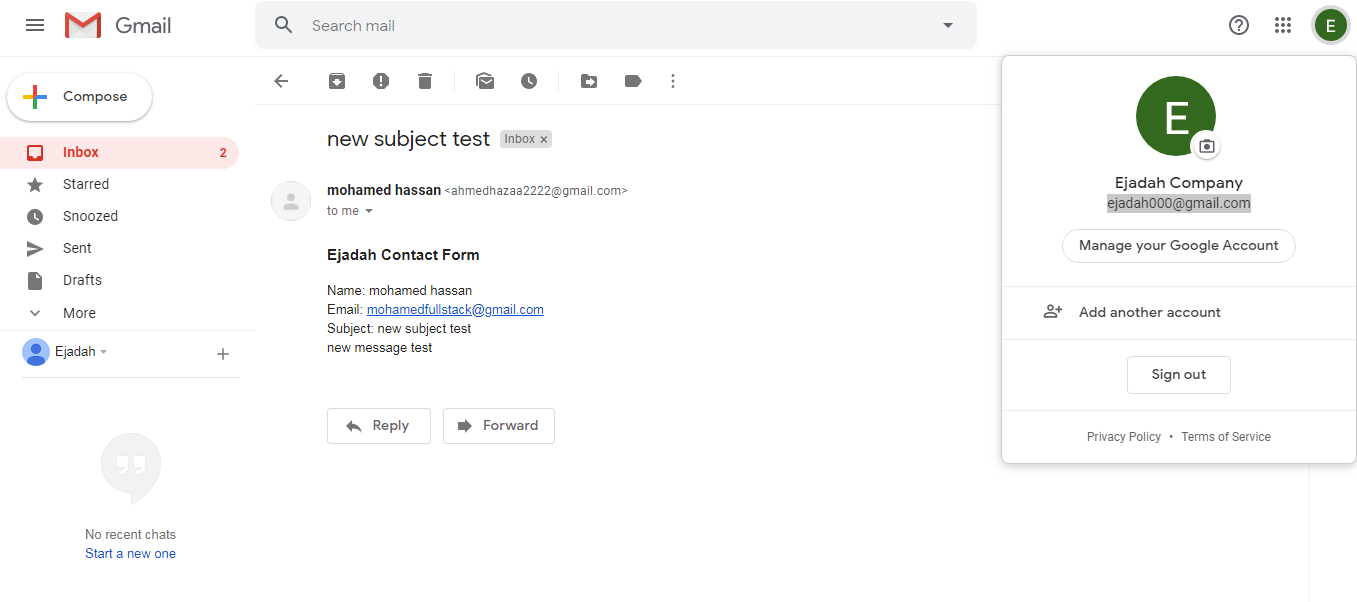 Gmail
Search mail
E
Compose
Inbox 2
Starred
Snoozed
Sent
Drafts
More
Ejadah
No recent chats
Start a new one
new subject test Inbox ×
mohamed hassan <ahmedhazaa2222@gmail.com>
to me
Ejadah Contact Form
Name: mohamed hassan
Email: mohamedfullstack@gmail.com
Subject: new subject test
new message test
Reply Forward
E
Ejadah Company
ejadah000@gmail.com
Manage your Google Account
Add another account
Sign out
Privacy Policy • Terms of Service